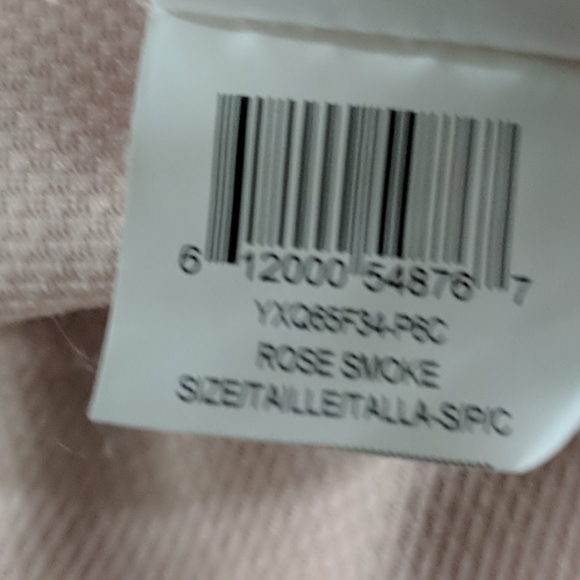 6 12000 54876 7
YXQ65F34-P6C
ROSE SMOKE
SIZE/TAILLE/TALLA-S/P/C